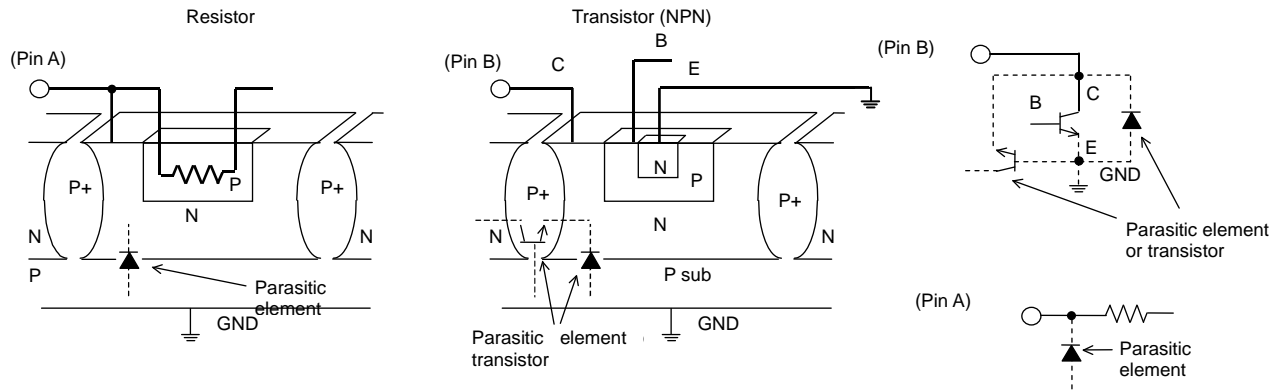 Resistor
(Pin A)
P+
P
P+
N
N
N
P
Parasitic
element
GND
Transistor (NPN)
B
(Pin B)
C
E
N
P
P+
P+
N
N
N
P sub
GND
Parasitic element
transistor
(Pin B)
B
C
E
GND
Parasitic element
or transistor
(Pin A)
Parasitic
element